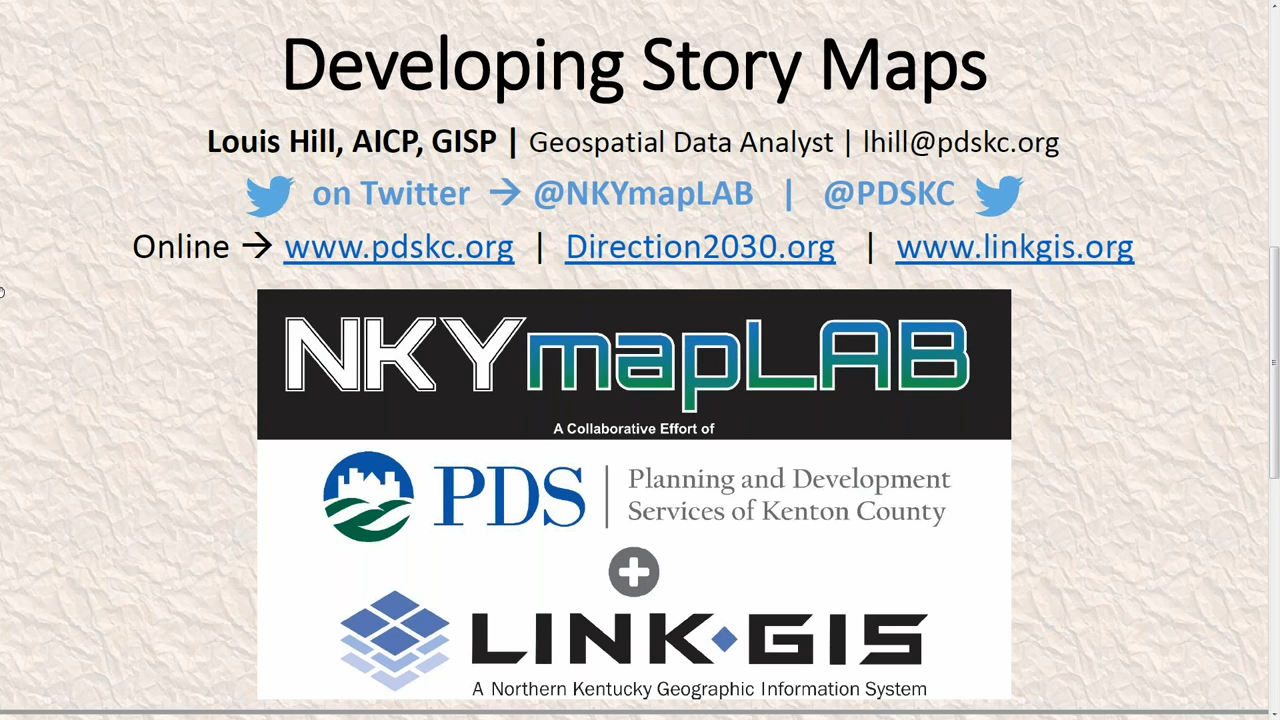 Developing Story Maps
Louis Hill, AICP, GISP | Geospatial Data Analyst | lhill@pdskc.org
on Twitter → @NKYmapLAB | @PDSKC
Online → www.pdskc.org | Direction2030.org | www.linkgis.org
NKYmapLAB
A Collaborative Effort of
PDS | Planning and Development
Services of Kenton County
LINK GIS
A Northern Kentucky Geographic Information System